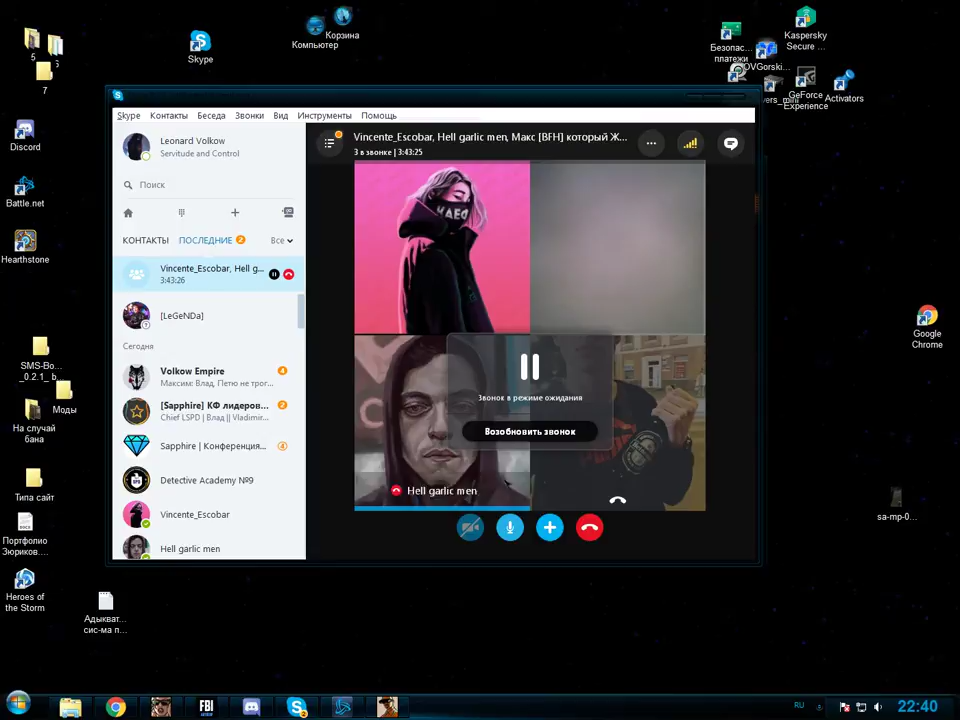 5
6
7
Skype
Компьютер
Корзина
Безопас...
платежи
OVGorski...
Kaspersky
Secure ...
GeForce
Experience
Activators
Discord
Battle.net
Hearthstone
SMS-Bo...
_0.2.1_ b...
Моды
На случай
бана
Типа сайт
Портфолио
Зюриков....
Heroes of
the Storm
Адыкват...
сис-ма п...
Google
Chrome
sa-mp-0...
Skype Контакты Беседа Звонки Вид Инструменты Помощь
Leonard Volkow
Servitude and Control
Поиск
КОНТАКТЫ ПОСЛЕДНИЕ 2 Все
Vincente_Escobar, Hell g...
3:43:26
[LeGeNDa]
Сегодня
Volkow Empire 4
Максим: Влад, Петю не трог...
[Sapphire] КФ лидеров... 2
Chief LSPD | Влад || Vladimir...
Sapphire | Конференция... 4
Detective Academy №9
Vincente_Escobar
Hell garlic men
Vincente_Escobar, Hell garlic men, Макс [BFH] который Ж...
3 в звонке | 3:43:25
Звонок в режиме ожидания
Возобновить звонок
Hell garlic men
FBI
RU
22:40